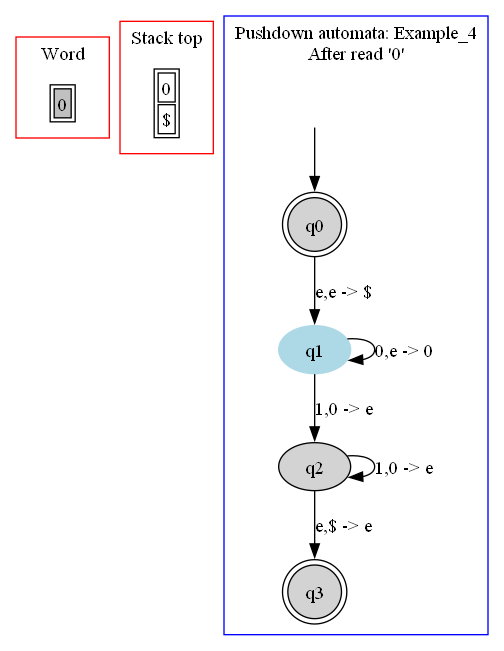 Word
0
Stack top
0
$
Pushdown automata: Example_4
After read '0'
q0
e,e -> $
q1
0,e -> 0
1,0 -> e
q2
1,0 -> e
e,$ -> e
q3